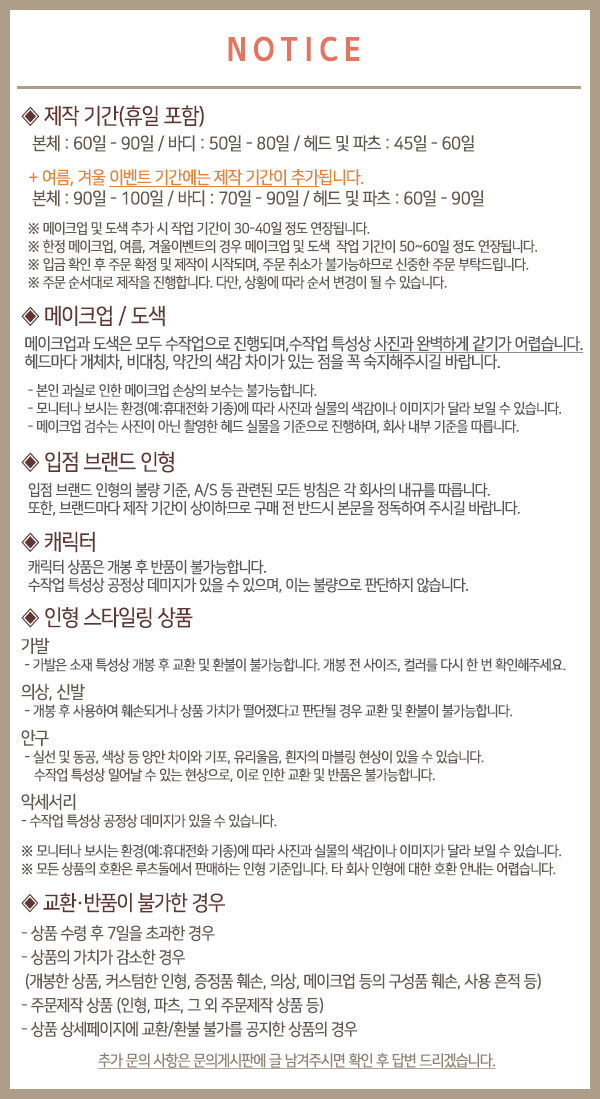 NOTICE
◈ 제작 기간(휴일 포함)
본체 : 60일 - 90일 / 바디 : 50일 - 80일 / 헤드 및 파츠 : 45일 - 60일
+ 여름, 겨울 이벤트 기간에는 제작 기간이 추가됩니다.
본체 : 90일 - 100일 / 바디 : 70일 - 90일 / 헤드 및 파츠 : 60일 - 90일
※ 메이크업 및 도색 추가 시 작업 기간이 30-40일 정도 연장됩니다.
※ 한정 메이크업, 여름, 겨울이벤트의 경우 메이크업 및 도색 작업 기간이 50~60일 정도 연장됩니다.
※ 입금 확인 후 주문 확정 및 제작이 시작되며, 주문 취소가 불가능하므로 신중한 주문 부탁드립니다.
※ 주문 순서대로 제작을 진행합니다. 다만, 상황에 따라 순서 변경이 될 수 있습니다.
◈ 메이크업 / 도색
메이크업과 도색은 모두 수작업으로 진행되며,수작업 특성상 사진과 완벽하게 같기가 어렵습니다.
헤드마다 개체차, 비대칭, 약간의 색감 차이가 있는 점을 꼭 숙지해주시길 바랍니다.
- 본인 과실로 인한 메이크업 손상의 보수는 불가능합니다.
- 모니터나 보시는 환경(예:휴대전화 기종)에 따라 사진과 실물의 색감이나 이미지가 달라 보일 수 있습니다.
- 메이크업 검수는 사진이 아닌 촬영한 헤드 실물을 기준으로 진행하며, 회사 내부 기준을 따릅니다.
◈ 입점 브랜드 인형
입점 브랜드 인형의 불량 기준, A/S 등 관련된 모든 방침은 각 회사의 내규를 따릅니다.
또한, 브랜드마다 제작 기간이 상이하므로 구매 전 반드시 본문을 정독하여 주시길 바랍니다.
◈ 캐릭터
캐릭터 상품은 개봉 후 반품이 불가능합니다.
수작업 특성상 공정상 데미지가 있을 수 있으며, 이는 불량으로 판단하지 않습니다.
◈ 인형 스타일링 상품
가발
- 가발은 소재 특성상 개봉 후 교환 및 환불이 불가능합니다. 개봉 전 사이즈, 컬러를 다시 한 번 확인해주세요.
의상, 신발
- 개봉 후 사용하여 훼손되거나 상품 가치가 떨어졌다고 판단될 경우 교환 및 환불이 불가능합니다.
안구
- 실선 및 동공, 색상 등 양안 차이와 기포, 유리울음, 흰자의 마블링 현상이 있을 수 있습니다.
수작업 특성상 일어날 수 있는 현상으로, 이로 인한 교환 및 반품은 불가능합니다.
악세서리
- 수작업 특성상 공정상 데미지가 있을 수 있습니다.
※ 모니터나 보시는 환경(예:휴대전화 기종)에 따라 사진과 실물의 색감이나 이미지가 달라 보일 수 있습니다.
※ 모든 상품의 호환은 루츠돌에서 판매하는 인형 기준입니다. 타 회사 인형에 대한 호환 안내는 어렵습니다.
◈ 교환·반품이 불가한 경우
- 상품 수령 후 7일을 초과한 경우
- 상품의 가치가 감소한 경우
(개봉한 상품, 커스텀한 인형, 증정품 훼손, 의상, 메이크업 등의 구성품 훼손, 사용 흔적 등)
- 주문제작 상품 (인형, 파츠, 그 외 주문제작 상품 등)
- 상품 상세페이지에 교환/환불 불가를 공지한 상품의 경우
추가 문의 사항은 문의게시판에 글 남겨주시면 확인 후 답변 드리겠습니다.